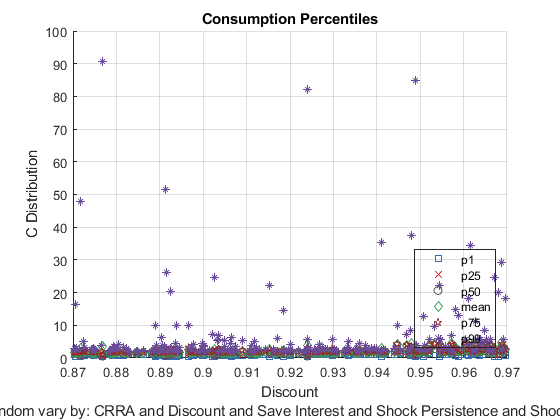 Consumption Percentiles
100
90
80
70
60
50
40
30
20
10
0
C Distribution
p1
p25
p50
mean
p75
p99
0.87 0.88 0.89 0.9 0.91 0.92 0.93 0.94 0.95 0.96 0.97
Discount
ndom vary by: CRRA and Discount and Save Interest and Shock Persistence and Sho